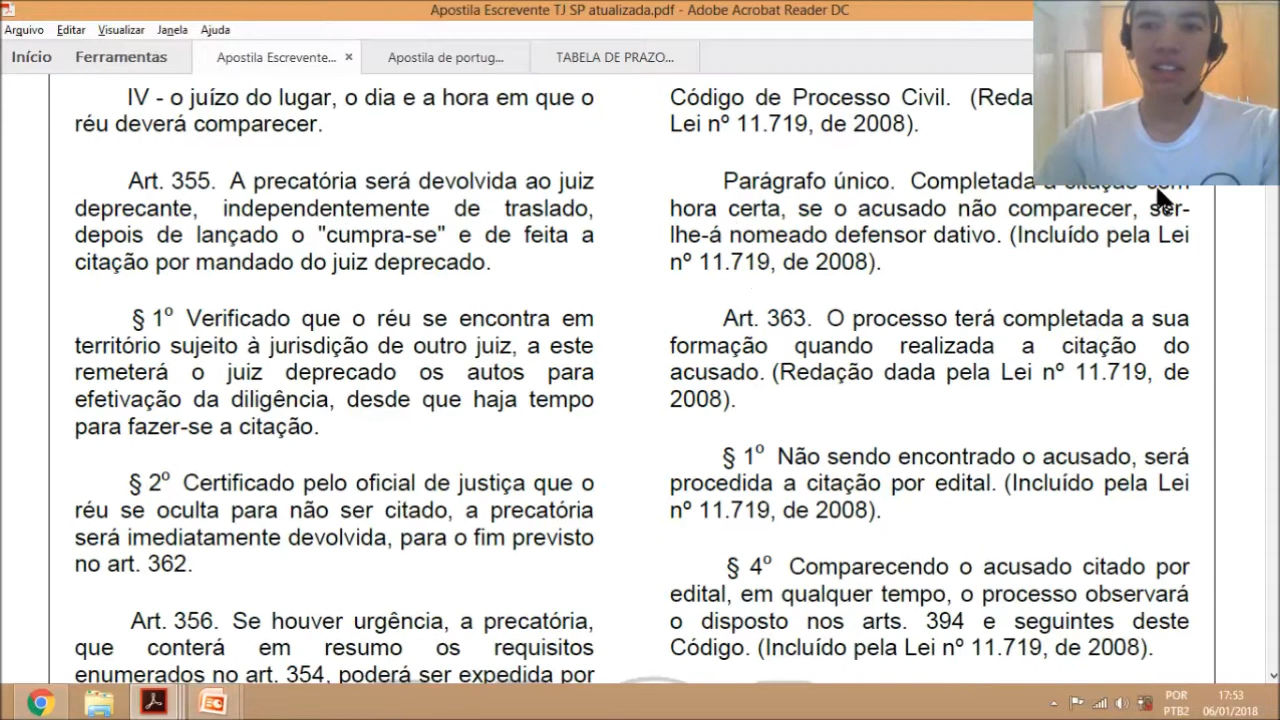 Apostila Escrevente TJ SP atualizada.pdf - Adobe Acrobat Reader DC
Arquivo Editar Visualizar Janela Ajuda
Início Ferramentas Apostila Escrevente... × Apostila de portug... TABELA DE PRAZO...
IV - o juízo do lugar, o dia e a hora em que o
réu deverá comparecer.
Art. 355. A precatória será devolvida ao juiz
deprecante, independentemente de traslado,
depois de lançado o "cumpra-se" e de feita a
citação por mandado do juiz deprecado.
§ 1º Verificado que o réu se encontra em
território sujeito à jurisdição de outro juiz, a este
remeterá o juiz deprecado os autos para
efetivação da diligência, desde que haja tempo
para fazer-se a citação.
§ 2º Certificado pelo oficial de justiça que o
réu se oculta para não ser citado, a precatória
será imediatamente devolvida, para o fim previsto
no art. 362.
Art. 356. Se houver urgência, a precatória,
que conterá em resumo os requisitos
enumerados no art. 354, poderá ser expedida por
Código de Processo Civil. (Reda
Lei nº 11.719, de 2008).
Parágrafo único. Completada a citação com
hora certa, se o acusado não comparecer, ser-
lhe-á nomeado defensor dativo. (Incluído pela Lei
nº 11.719, de 2008).
Art. 363. O processo terá completada a sua
formação quando realizada a citação do
acusado. (Redação dada pela Lei nº 11.719, de
2008).
§ 1º Não sendo encontrado o acusado, será
procedida a citação por edital. (Incluído pela Lei
nº 11.719, de 2008).
§ 4º Comparecendo o acusado citado por
edital, em qualquer tempo, o processo observará
o disposto nos arts. 394 e seguintes deste
Código. (Incluído pela Lei nº 11.719, de 2008).
POR 17:53
PTB2 06/01/2018